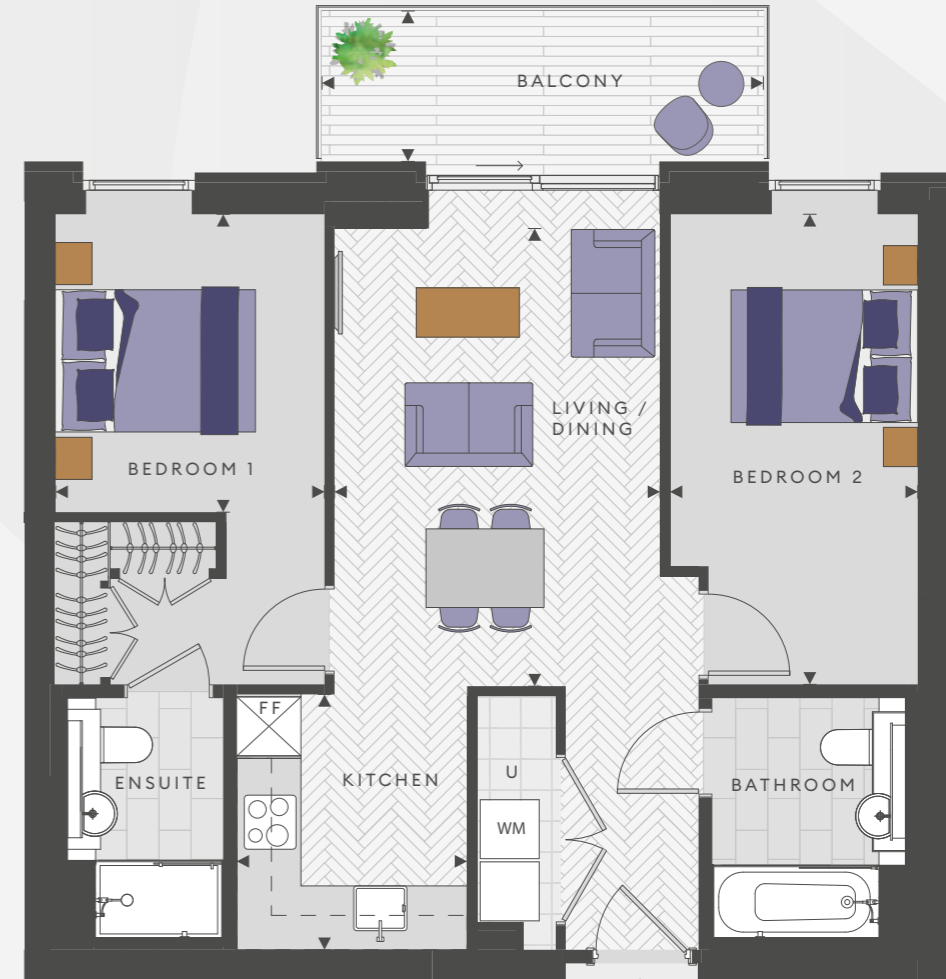 BALCONY
LIVING /
DINING
BEDROOM 1
BEDROOM 2
FF
KITCHEN
U
WM
ENSUITE
BATHROOM